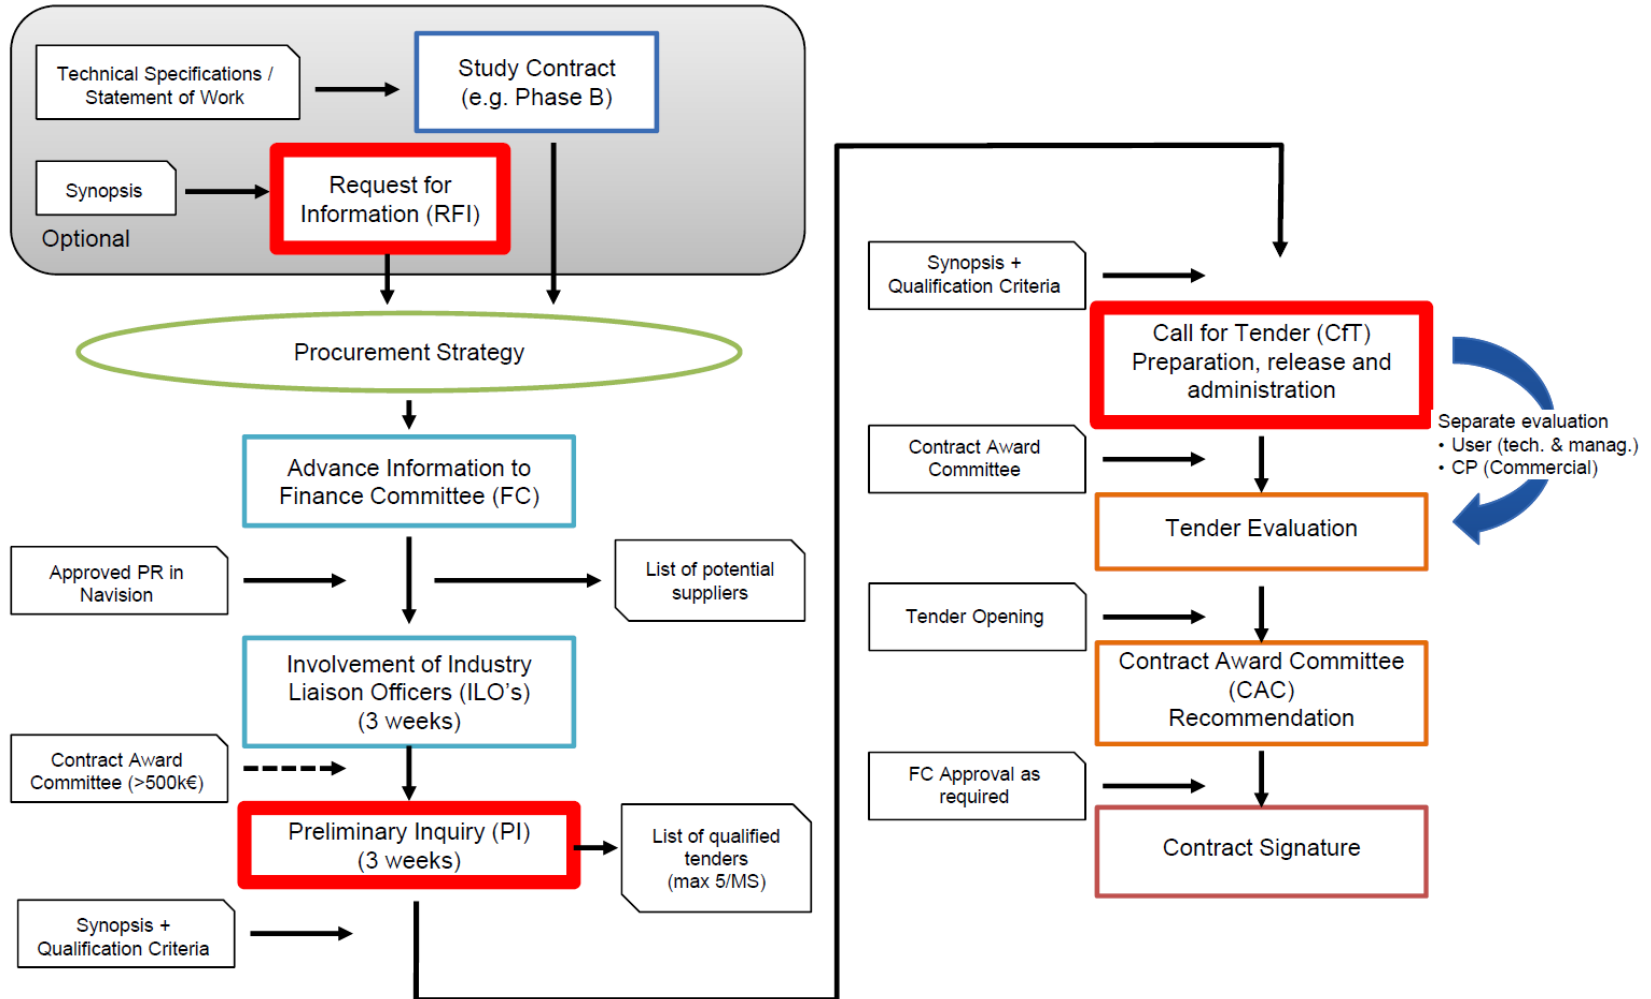 Technical Specifications /
Statement of Work
Study Contract
(e.g. Phase B)
Synopsis
Request for
Information (RFI)
Optional
Procurement Strategy
Advance Information to
Finance Committee (FC)
Approved PR in
Navision
List of potential
suppliers
Involvement of Industry
Liaison Officers (ILO's)
(3 weeks)
Contract Award
Committee (>500k€)
Preliminary Inquiry (PI)
(3 weeks)
List of qualified
tenders
(max 5/MS)
Synopsis +
Qualification Criteria
Synopsis +
Qualification Criteria
Call for Tender (CfT)
Preparation, release and
administration
Separate evaluation
• User (tech. & manag.)
• CP (Commercial)
Contract Award
Committee
Tender Evaluation
Tender Opening
Contract Award Committee
(CAC)
Recommendation
FC Approval as
required
Contract Signature